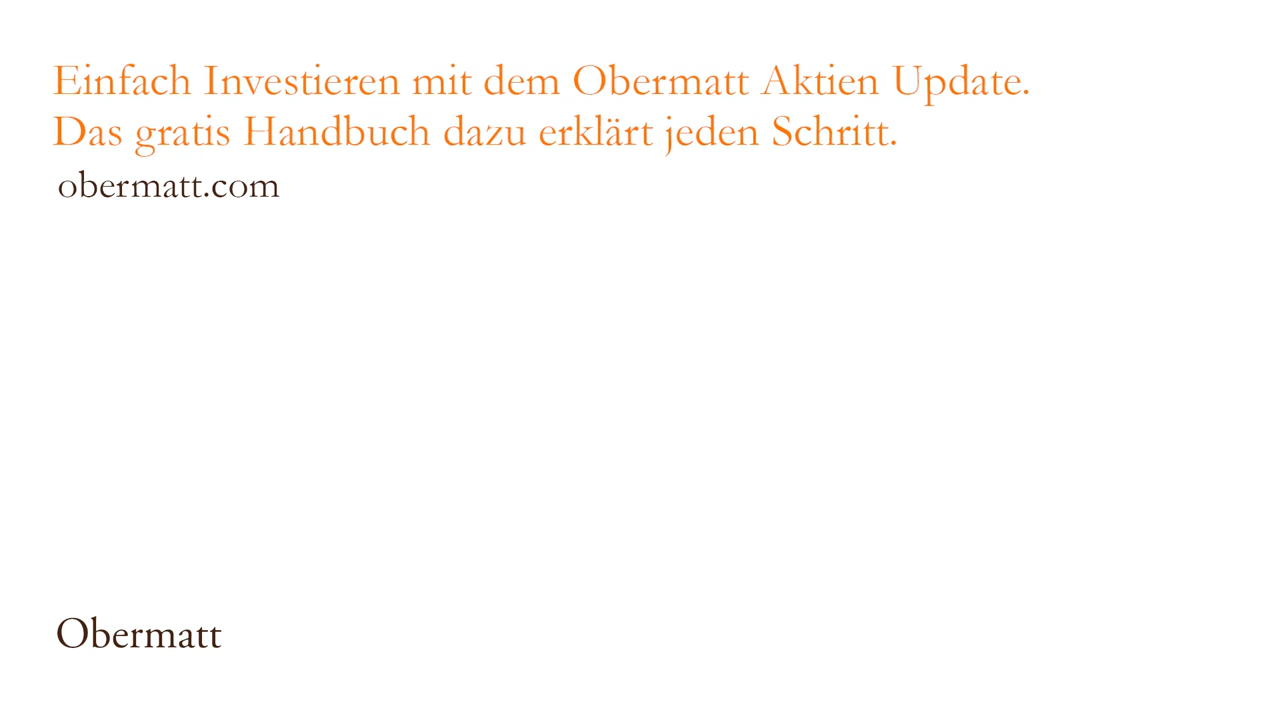 Einfach Investieren mit dem Obermatt Aktien Update.
Das gratis Handbuch dazu erklärt jeden Schritt.
obermatt.com
Obermatt